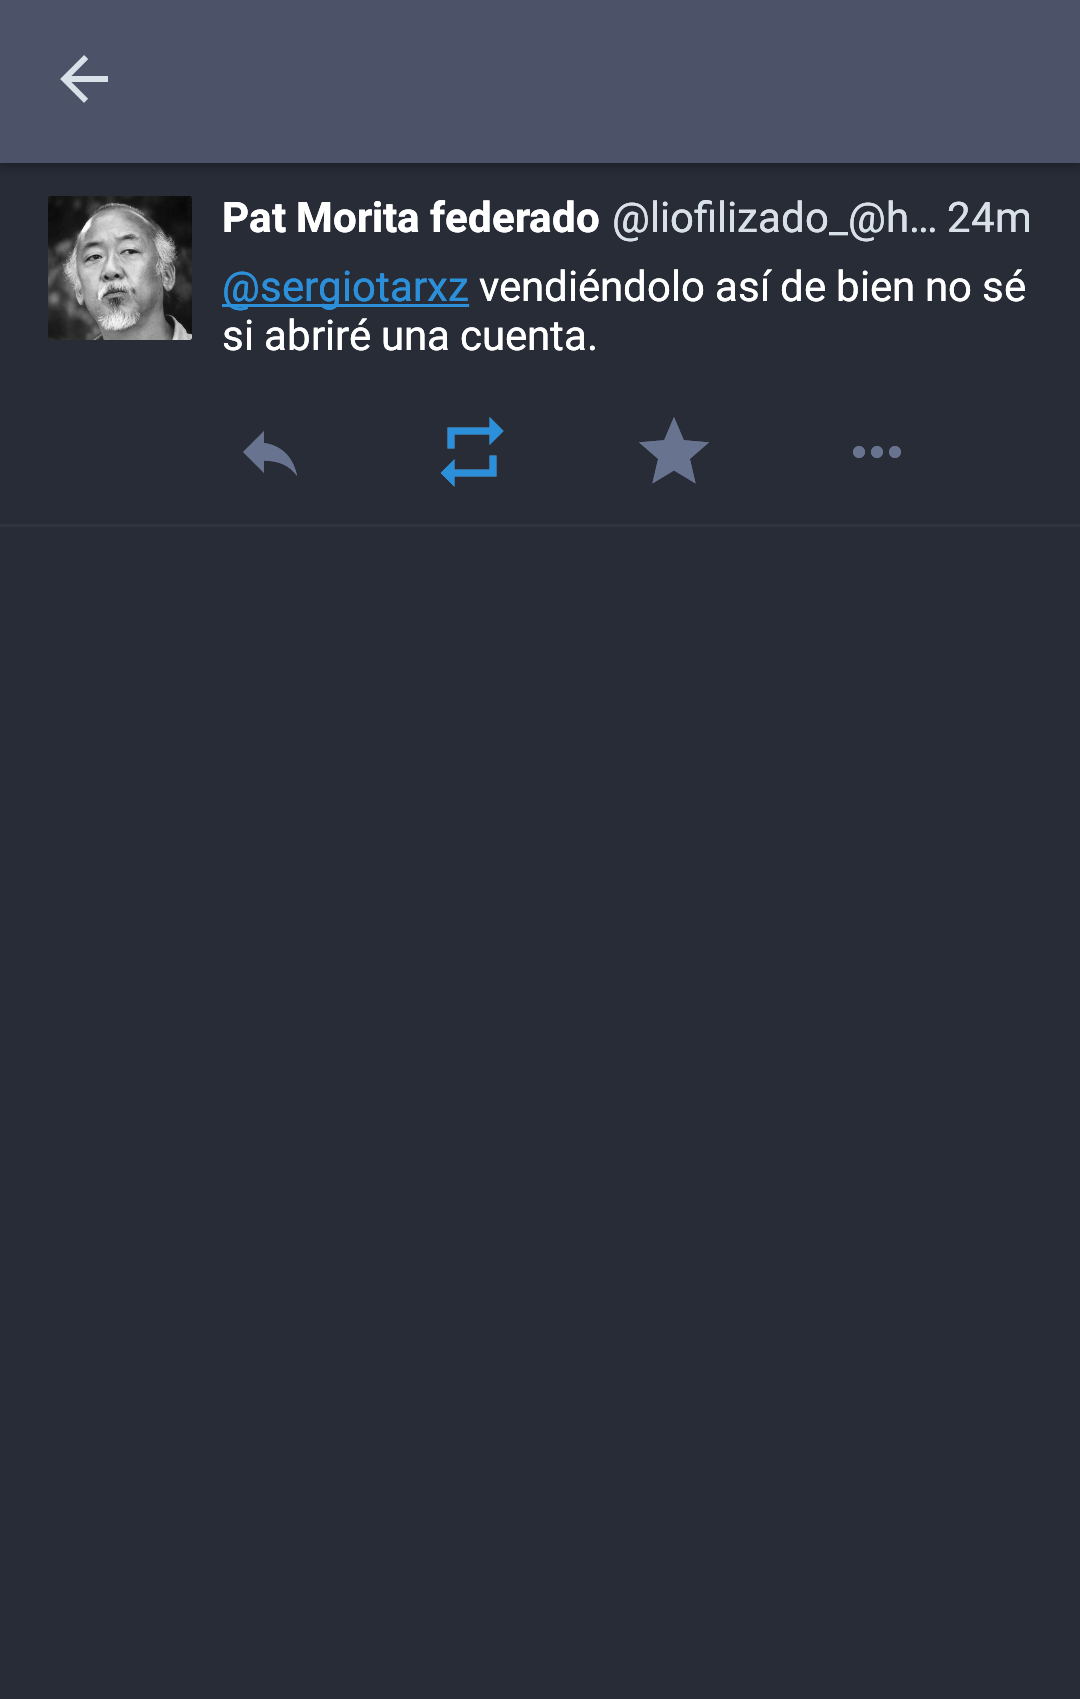 Pat Morita federado @liofilizado_@h... 24m
@sergiotarxz vendiéndolo así de bien no sé
si abriré una cuenta.